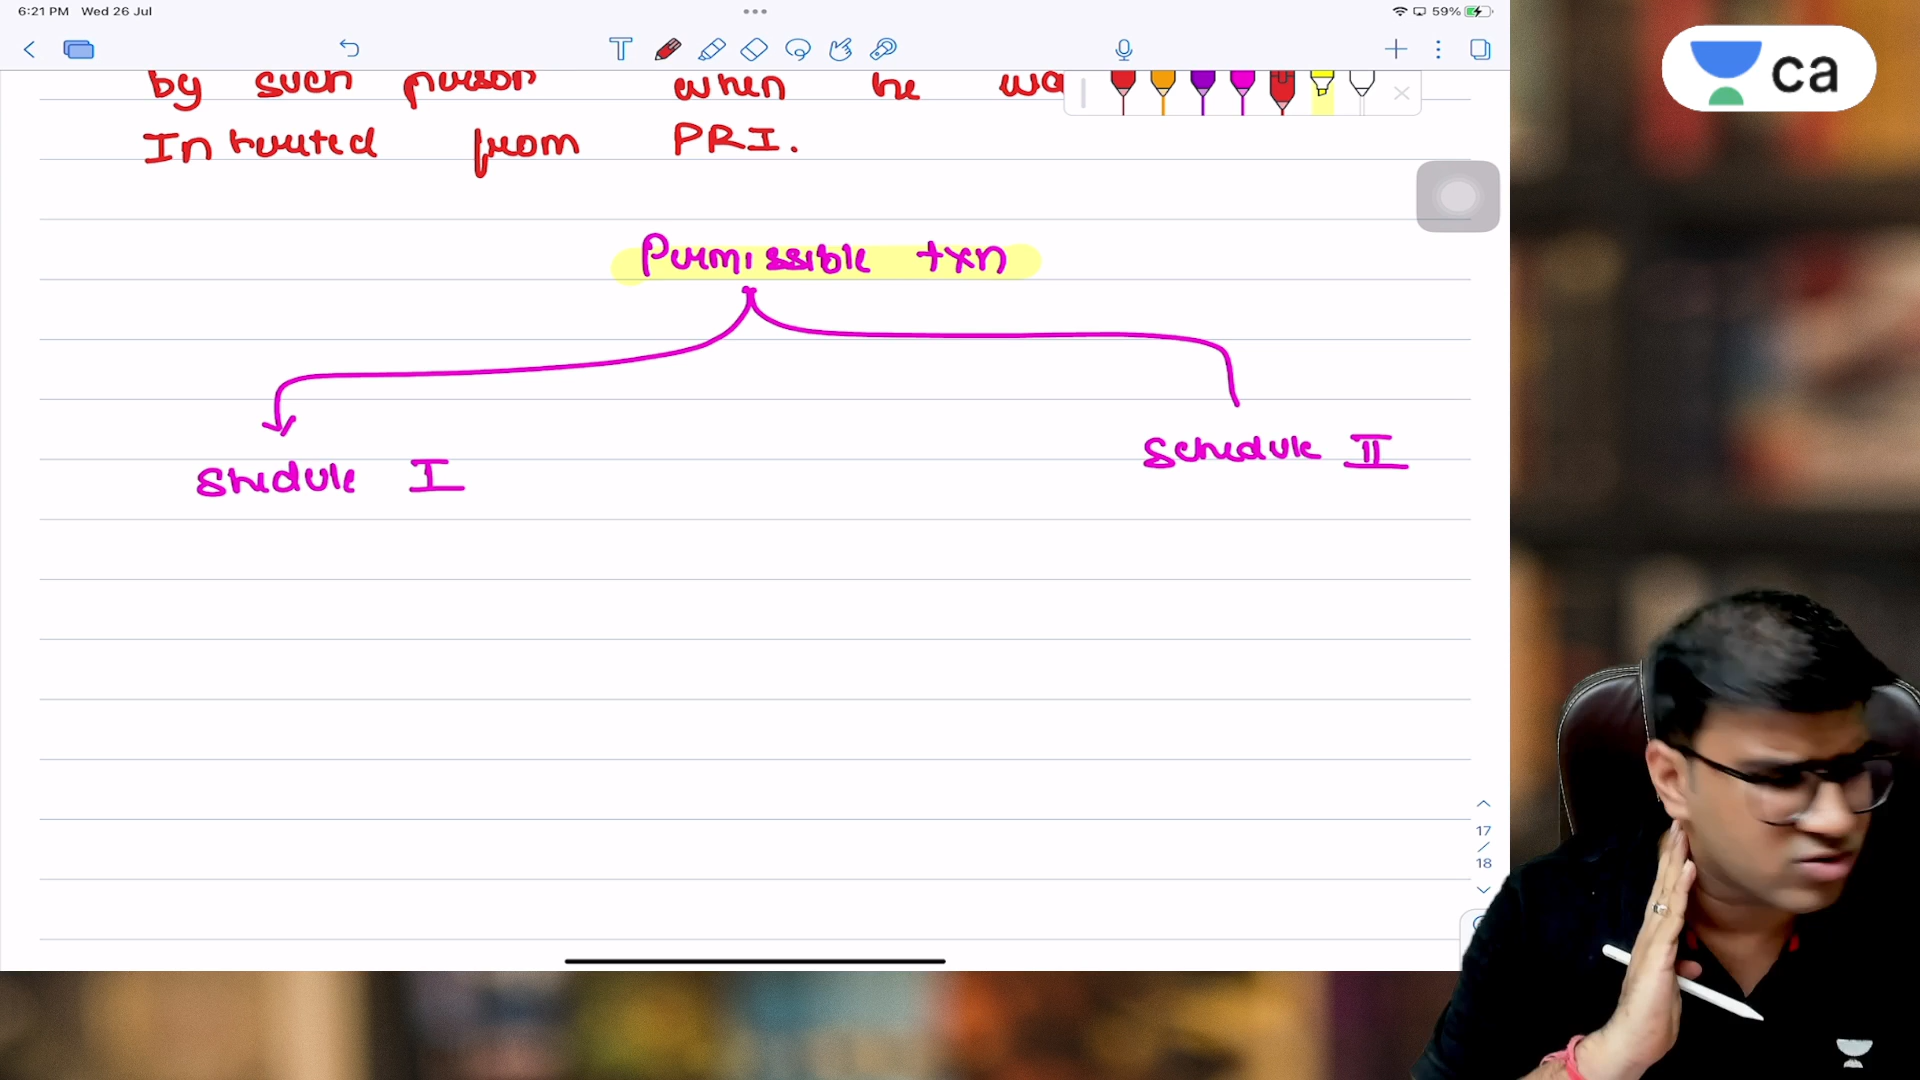 6:21 PM Wed 26 Jul
59%
ca
by such person when he wa
Inherited from PRI.
Permissible txn
Shedule I
Schedule II
17
/
18